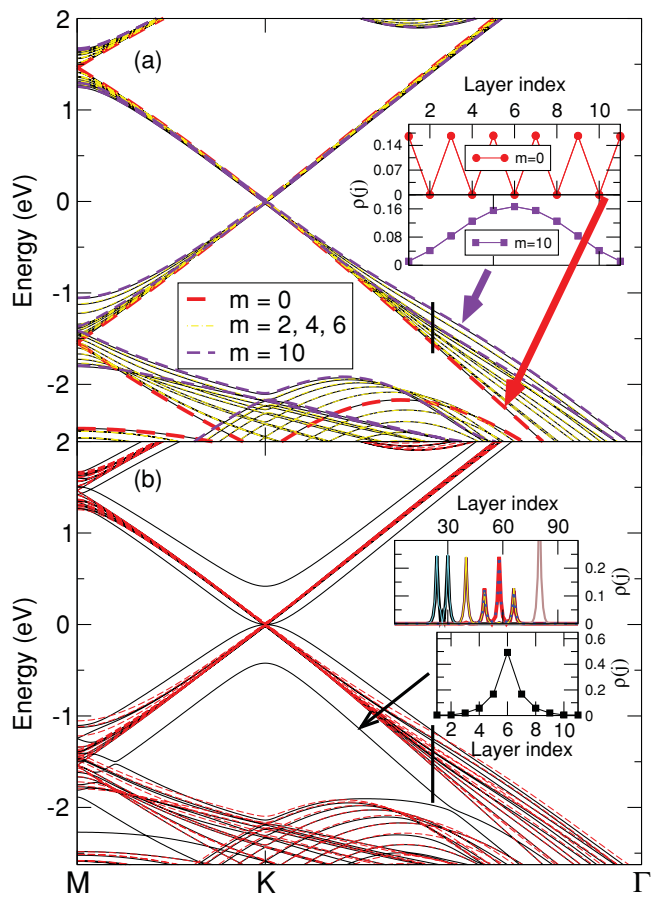 2
(a)
1
0
-1
-2
Energy (eV)
Layer index
2 4 6 8 10
0.14
0.07
0
m=0
ρ(j)
0.16
0.08
0
m=10
m = 0
m = 2, 4, 6
m = 10
2
(b)
1
0
-1
-2
Energy (eV)
Layer index
30 60 90
0.2
0.1
0
ρ(j)
0.6
0.4
0.2
0
ρ(j)
2 4 6 8 10
Layer index
M K Γ